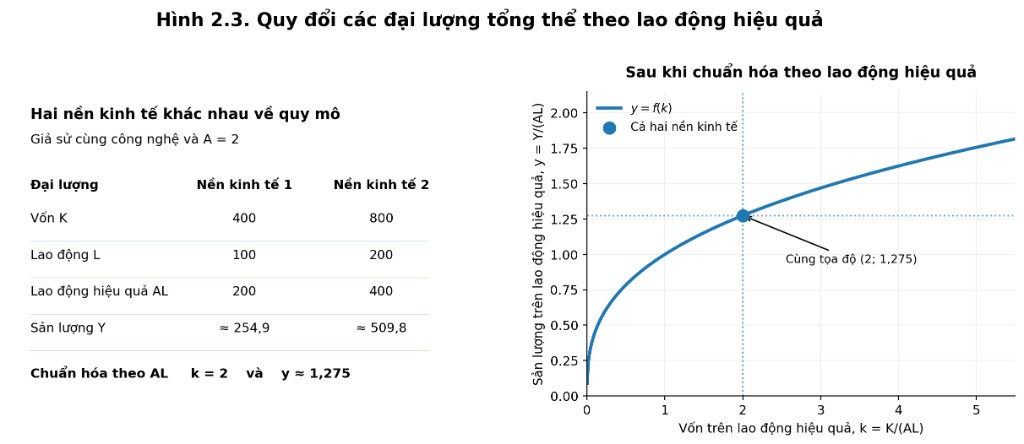 Hình 2.3. Quy đổi các đại lượng tổng thể theo lao động hiệu quả
Hai nền kinh tế khác nhau về quy mô
Giả sử cùng công nghệ và A = 2
Đại lượng Nền kinh tế 1 Nền kinh tế 2
Vốn K 400 800
Lao động L 100 200
Lao động hiệu quả AL 200 400
Sản lượng Y ≈ 254,9 ≈ 509,8
Chuẩn hóa theo AL k = 2 và y ≈ 1,275
Sau khi chuẩn hóa theo lao động hiệu quả
y = f(k)
Cả hai nền kinh tế
Cùng tọa độ (2; 1,275)
Sản lượng trên lao động hiệu quả, y = Y/(AL)
2.00
1.75
1.50
1.25
1.00
0.75
0.50
0.25
0.00
0 1 2 3 4 5
Vốn trên lao động hiệu quả, k = K/(AL)